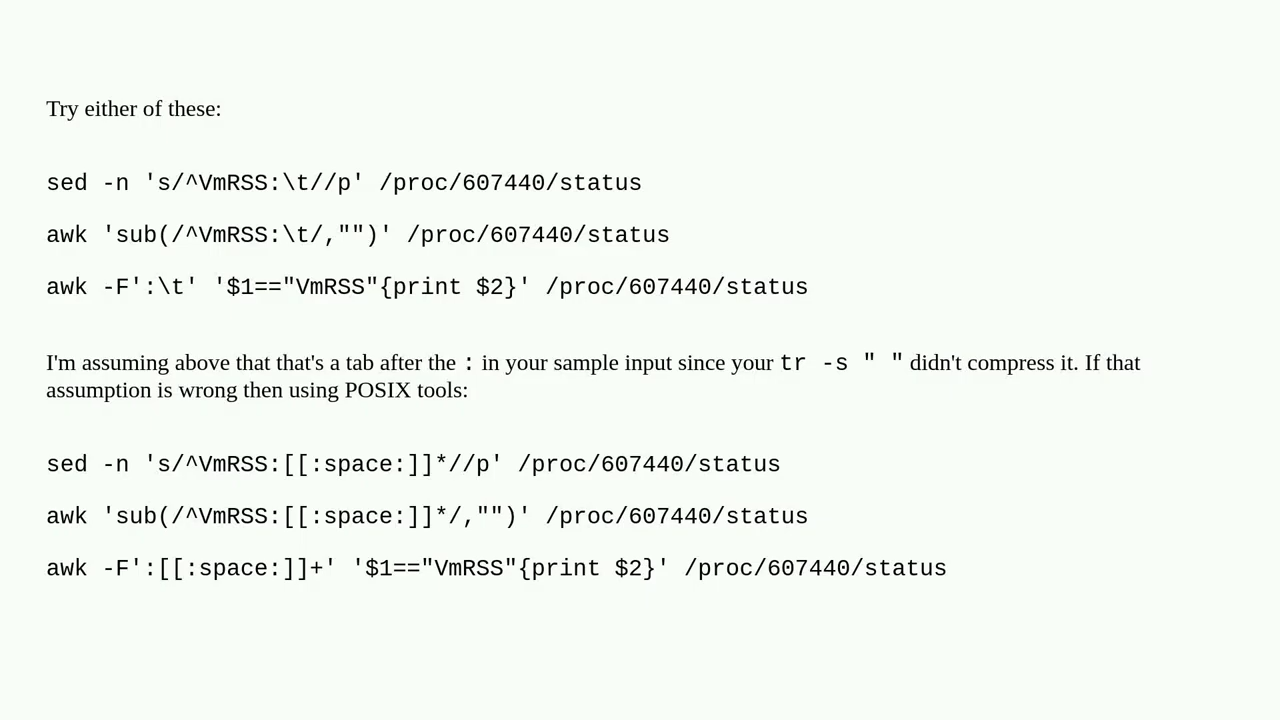 Try either of these:
sed -n 's/^VmRSS:\t//p' /proc/607440/status
awk 'sub(/^VmRSS:\t/,"")' /proc/607440/status
awk -F':\t' '$1=="VmRSS"{print $2}' /proc/607440/status
I'm assuming above that that's a tab after the : in your sample input since your tr -s " " didn't compress it. If that
assumption is wrong then using POSIX tools:
sed -n 's/^VmRSS:[[:space:]]*//p' /proc/607440/status
awk 'sub(/^VmRSS:[[:space:]]*/,"")' /proc/607440/status
awk -F':[[:space:]]+' '$1=="VmRSS"{print $2}' /proc/607440/status